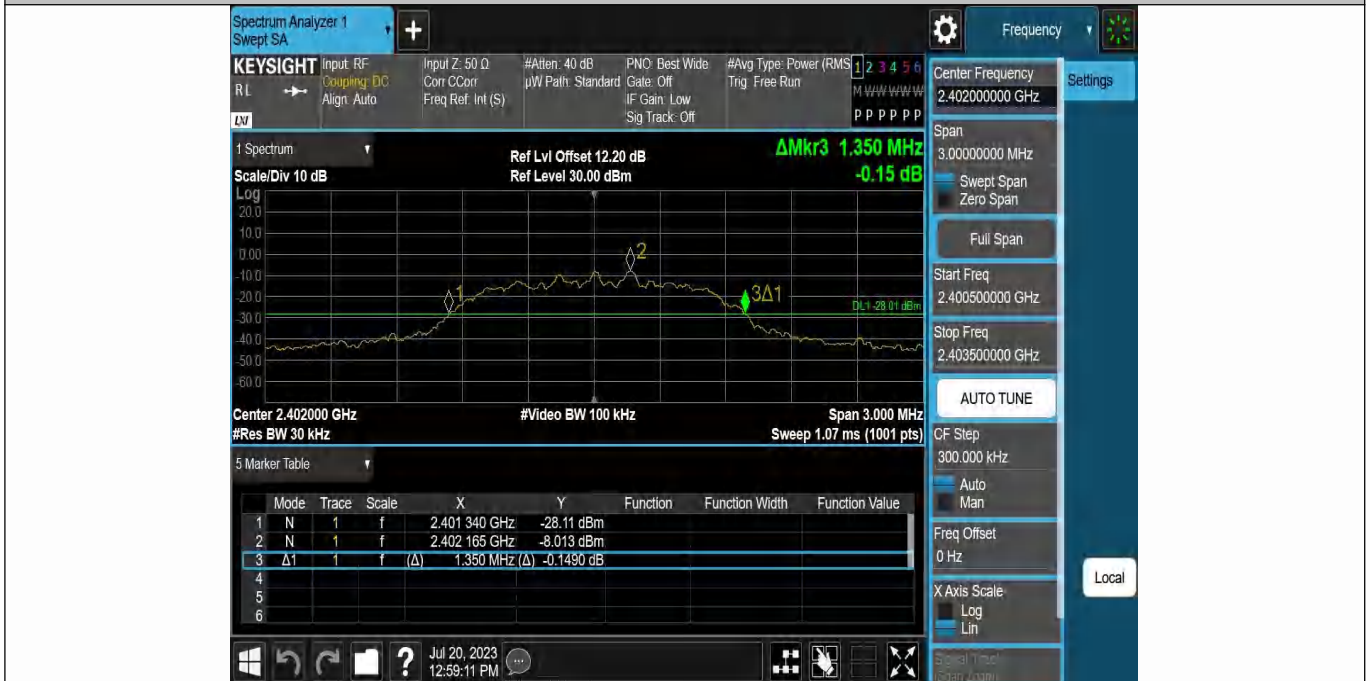 Spectrum Analyzer 1
Swept SA
+
Frequency
KEYSIGHT
RL
LXI
Input: RF
Coupling: DC
Align: Auto
Input Z: 50 Ω
Corr CCorr
Freq Ref: Int (S)
#Atten: 40 dB
µW Path: Standard
PNO: Best Wide
Gate: Off
IF Gain: Low
Sig Track: Off
#Avg Type: Power (RMS
Trig: Free Run
1 2 3 4 5 6
M W W W W W
P P P P P P
1 Spectrum
Scale/Div 10 dB
Ref Lvl Offset 12.20 dB
Ref Level 30.00 dBm
ΔMkr3 1.350 MHz
-0.15 dB
Log
20.0
10.0
0.00
-10.0
-20.0
-30.0
-40.0
-50.0
-60.0
1
2
3Δ1
DL1 -28.01 dBm
Center 2.402000 GHz
#Video BW 100 kHz
Span 3.000 MHz
#Res BW 30 kHz
Sweep 1.07 ms (1001 pts)
5 Marker Table
Mode Trace Scale X Y Function Function Width Function Value
1 N 1 f 2.401 340 GHz -28.11 dBm
2 N 1 f 2.402 165 GHz -8.013 dBm
3 Δ1 1 f (Δ) 1.350 MHz (Δ) -0.1490 dB
4
5
6
Jul 20, 2023
12:59:11 PM
Center Frequency
2.402000000 GHz
Settings
Span
3.00000000 MHz
Swept Span
Zero Span
Full Span
Start Freq
2.400500000 GHz
Stop Freq
2.403500000 GHz
AUTO TUNE
CF Step
300.000 kHz
Auto
Man
Freq Offset
0 Hz
X Axis Scale
Log
Lin
Local
Signal Track
(Span Zoom)